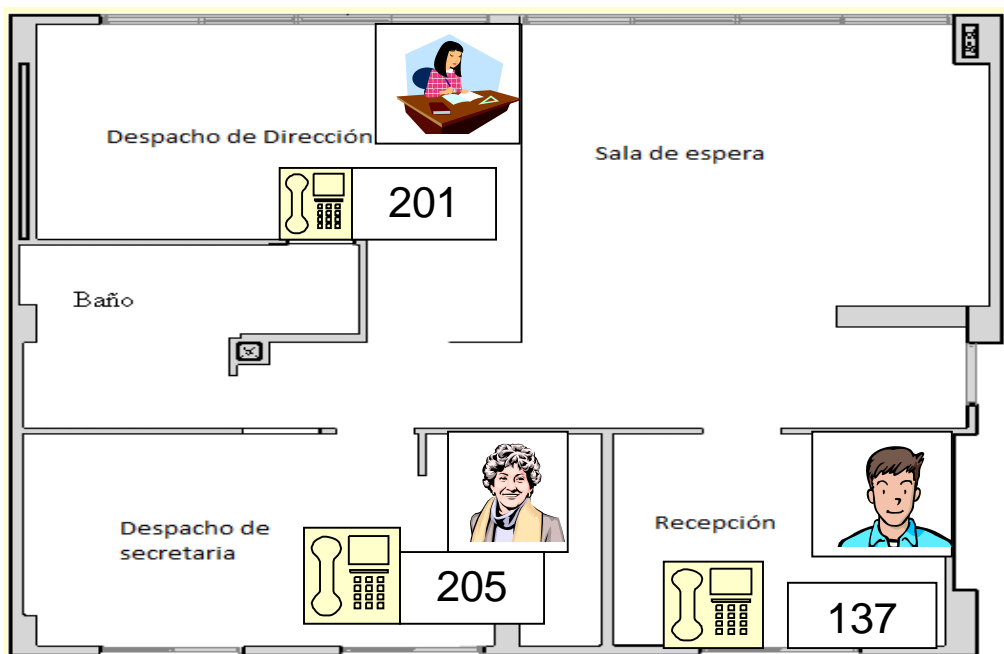 Despacho de Dirección
Sala de espera
201
Baño
Despacho de
secretaria
205
Recepción
137